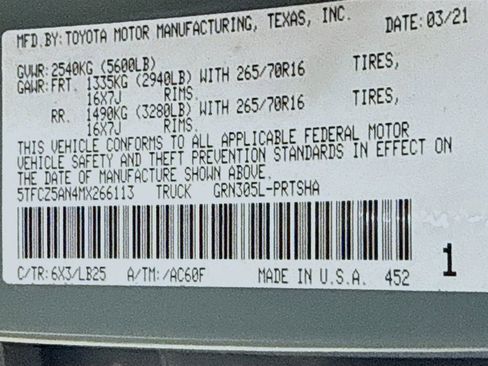 MFD.BY:TOYOTA MOTOR MANUFACTURING, TEXAS, INC. DATE:03/21
GVWR:2540KG (5600LB)
GAWR:FRT. 1335KG (2940LB) WITH 265/70R16 TIRES,
16X7J RIMS.
RR. 1490KG (3280LB) WITH 265/70R16 TIRES,
16X7J RIMS.
THIS VEHICLE CONFORMS TO ALL APPLICABLE FEDERAL MOTOR
VEHICLE SAFETY AND THEFT PREVENTION STANDARDS IN EFFECT ON
THE DATE OF MANUFACTURE SHOWN ABOVE.
5TFCZ5AN4MX266113 TRUCK GRN305L-PRTSHA
C/TR:6X3/LB25 A/TM:/AC60F MADE IN U.S.A. 452 1